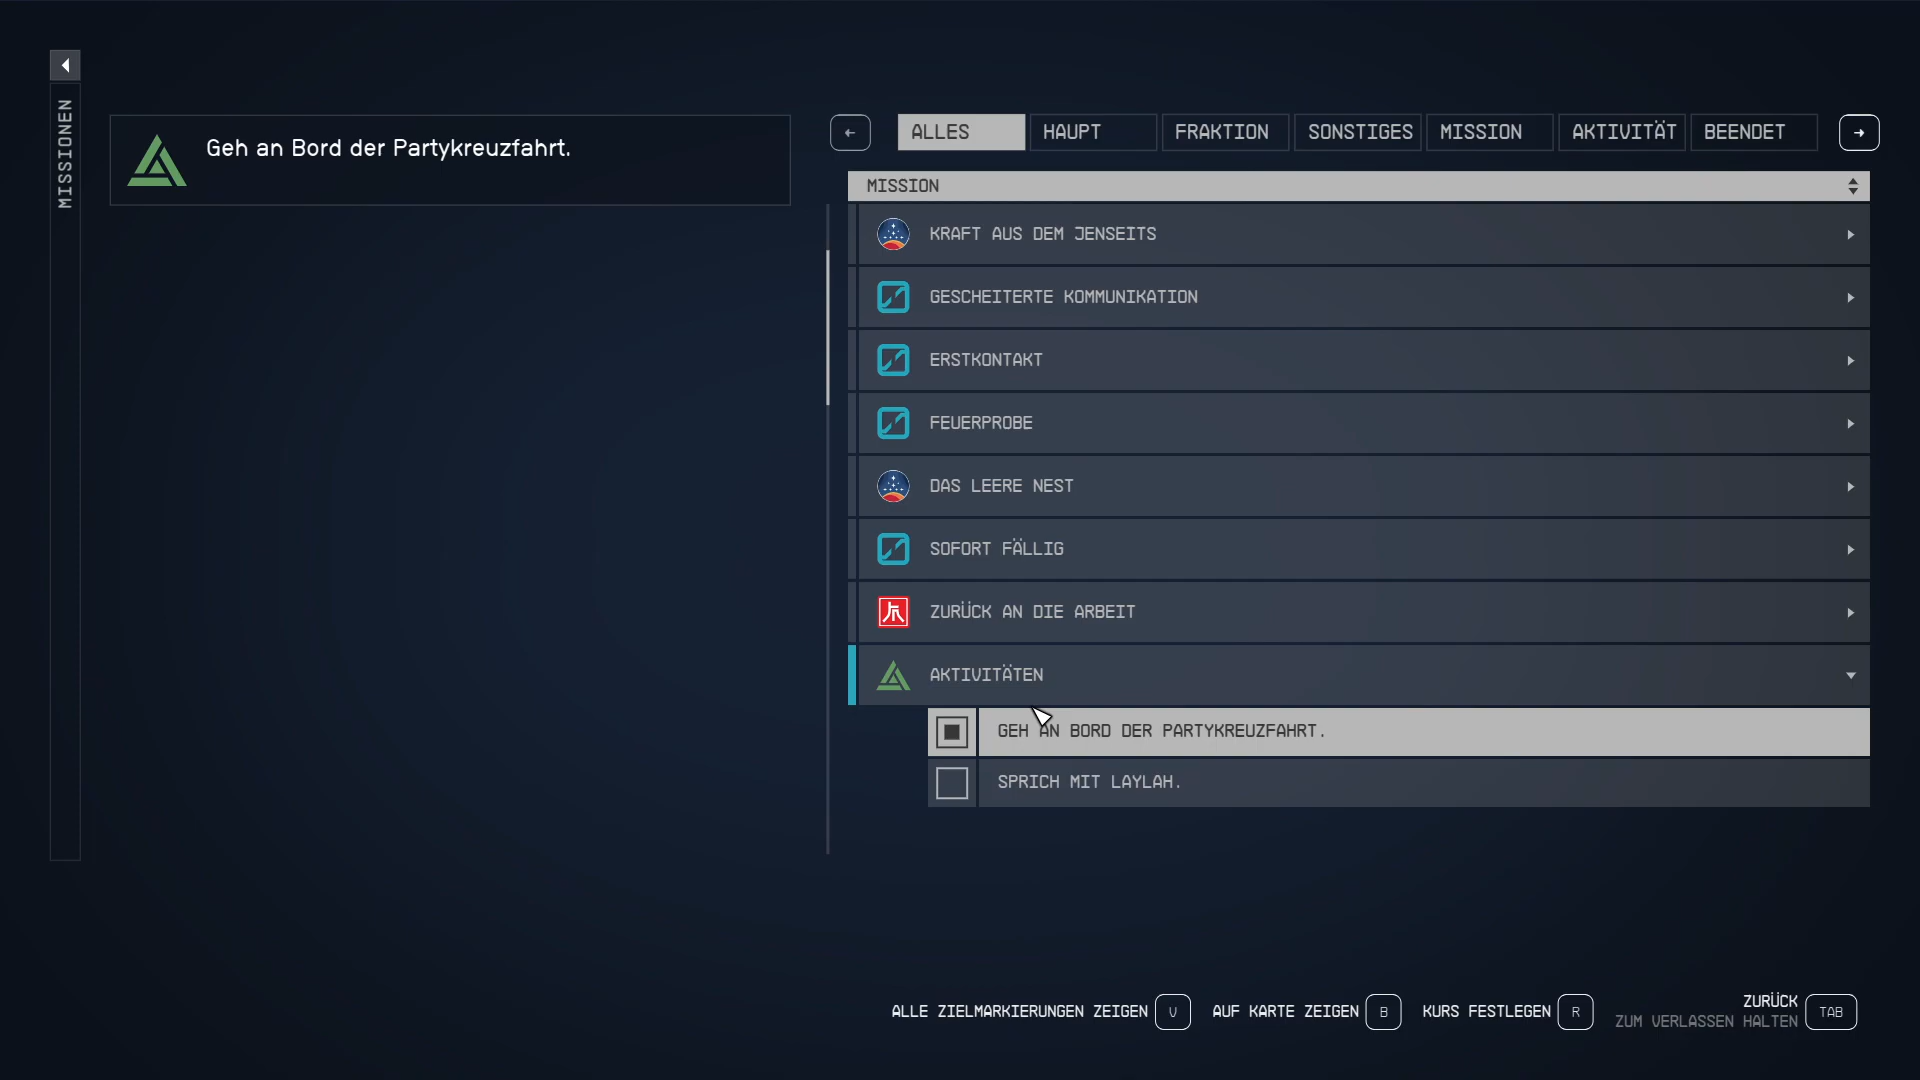 MISSIONEN
Geh an Bord der Partykreuzfahrt.
ALLES HAUPT FRAKTION SONSTIGES MISSION AKTIVITÄT BEENDET
MISSION
KRAFT AUS DEM JENSEITS
GESCHEITERTE KOMMUNIKATION
ERSTKONTAKT
FEUERPROBE
DAS LEERE NEST
SOFORT FÄLLIG
ZURÜCK AN DIE ARBEIT
AKTIVITÄTEN
GEH AN BORD DER PARTYKREUZFAHRT.
SPRICH MIT LAYLAH.
ALLE ZIELMARKIERUNGEN ZEIGEN V AUF KARTE ZEIGEN B KURS FESTLEGEN R ZURÜCK TAB
ZUM VERLASSEN HALTEN